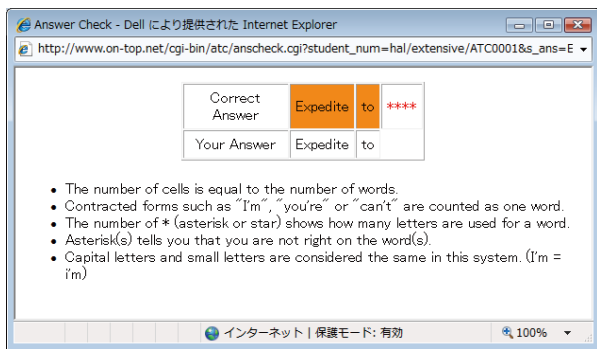 Answer Check - Dell により提供された Internet Explorer
http://www.on-top.net/cgi-bin/atc/anscheck.cgi?student_num=hal/extensive/ATC0001&s_ans=E
Correct Answer Expedite to ****
Your Answer Expedite to
• The number of cells is equal to the number of words.
• Contracted forms such as "I'm", "you're" or "can't" are counted as one word.
• The number of * (asterisk or star) shows how many letters are used for a word.
• Asterisk(s) tells you that you are not right on the word(s).
• Capital letters and small letters are considered the same in this system. (I'm =
i'm)
インターネット | 保護モード: 有効 100%